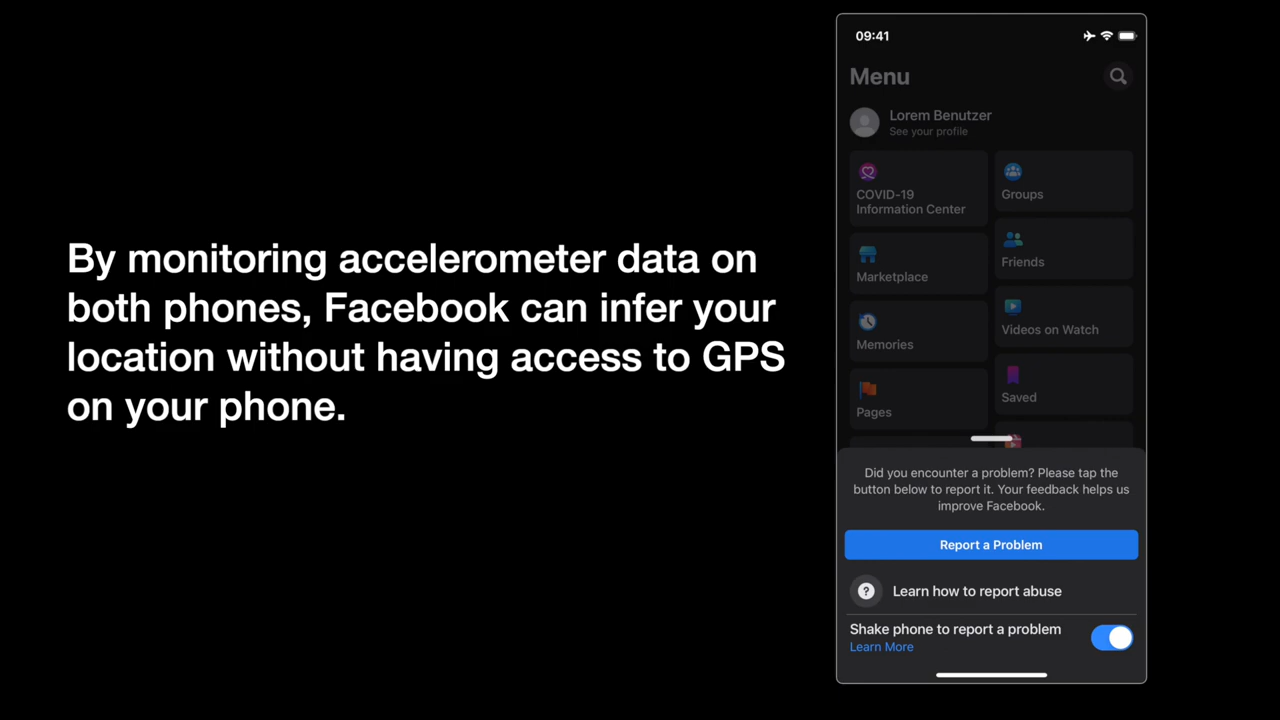 By monitoring accelerometer data on
both phones, Facebook can infer your
location without having access to GPS
on your phone.
09:41
Menu
Lorem Benutzer
See your profile
COVID-19
Information Center
Groups
Marketplace
Friends
Memories
Videos on Watch
Pages
Saved
Did you encounter a problem? Please tap the
button below to report it. Your feedback helps us
improve Facebook.
Report a Problem
? Learn how to report abuse
Shake phone to report a problem
Learn More